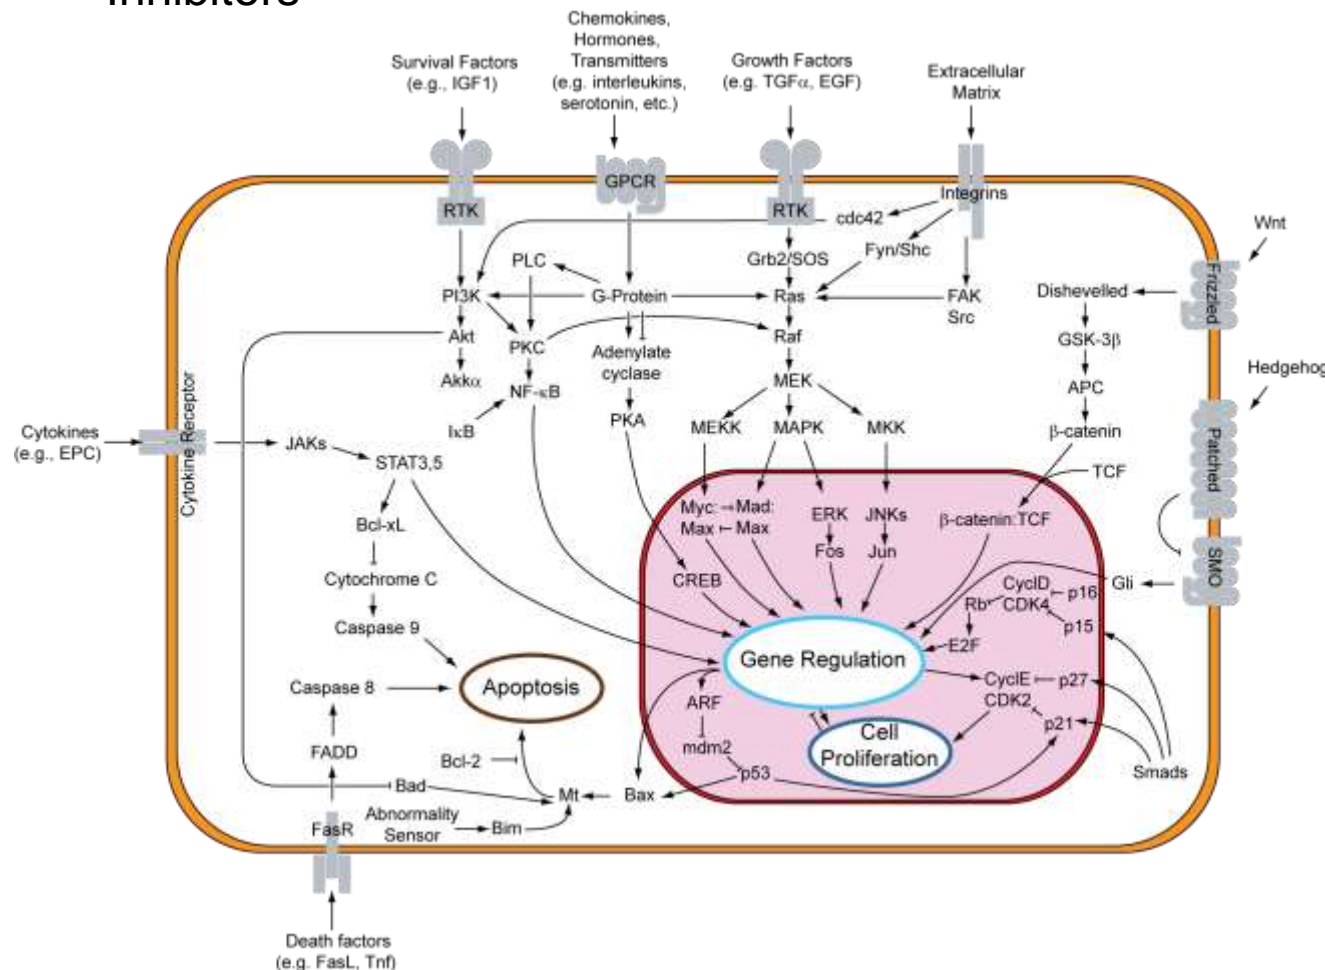 Inhibitors
Chemokines,
Hormones,
Transmitters
(e.g. interleukins,
serotonin, etc.)
Survival Factors
(e.g., IGF1)
Growth Factors
(e.g. TGFα, EGF)
Extracellular
Matrix
RTK
GPCR
RTK
Integrins
cdc42
Wnt
Fyn/Shc
Grb2/SOS
PLC
Frizzled
PI3K
G-Protein
Ras
FAK
Src
Dishevelled
Akt
PKC
Adenylate
cyclase
Raf
GSK-3β
Akkα
NF-κB
MEK
APC
Hedgehog
IκB
PKA
MEKK
MAPK
MKK
β-catenin
Patched
Cytokines
(e.g., EPC)
Cytokine Receptor
JAKs
STAT3,5
TCF
Bcl-xL
Myc:
Max
Mad:
Max
ERK
JNKs
β-catenin:TCF
Fos
Jun
SMO
Cytochrome C
CREB
Gli
CyclD
CDK4
p16
Rb
p15
Caspase 9
E2F
Gene Regulation
Caspase 8
Apoptosis
CyclE
CDK2
p27
ARF
p21
FADD
mdm2
Cell
Proliferation
Bcl-2
p53
Smads
Bad
Mt
Bax
Abnormality
Sensor
Bim
FasR
Death factors
(e.g. FasL, Tnf)